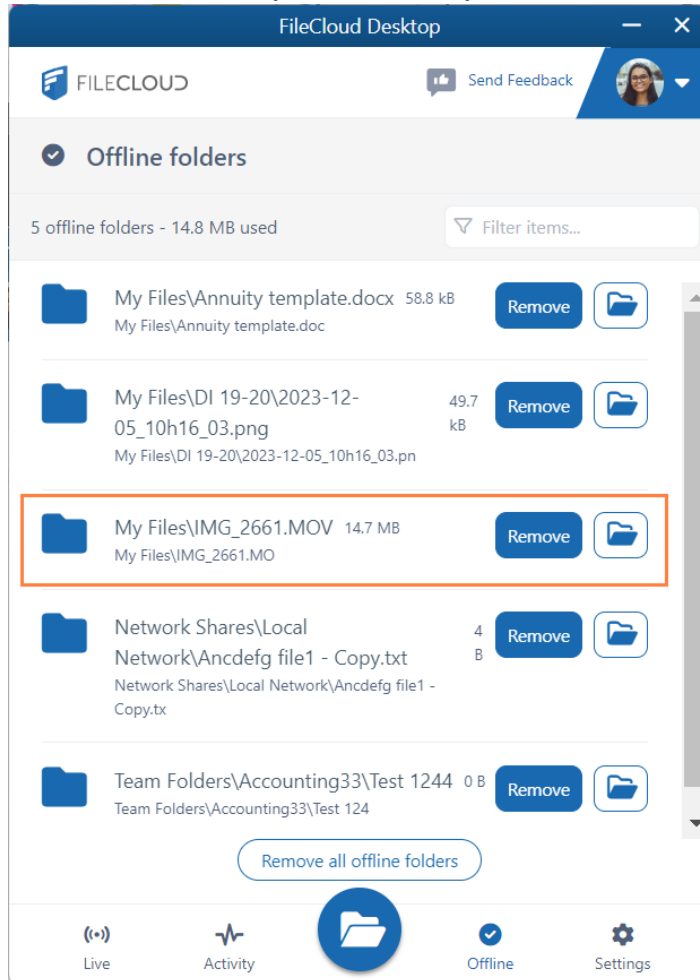 FileCloud Desktop
FILECLOUD
Send Feedback
Offline folders
5 offline folders - 14.8 MB used
Filter items...
My Files\Annuity template.docx 58.8 kB
Remove
My Files\Annuity template.doc
My Files\DI 19-20\2023-12-
05_10h16_03.png
49.7
kB
Remove
My Files\DI 19-20\2023-12-05_10h16_03.pn
My Files\IMG_2661.MOV 14.7 MB
Remove
My Files\IMG_2661.MO
Network Shares\Local
Network\Ancdefg file1 - Copy.txt
4
B
Remove
Network Shares\Local Network\Ancdefg file1 -
Copy.tx
Team Folders\Accounting33\Test 1244 0 B
Remove
Team Folders\Accounting33\Test 124
Remove all offline folders
Live
Activity
Offline
Settings